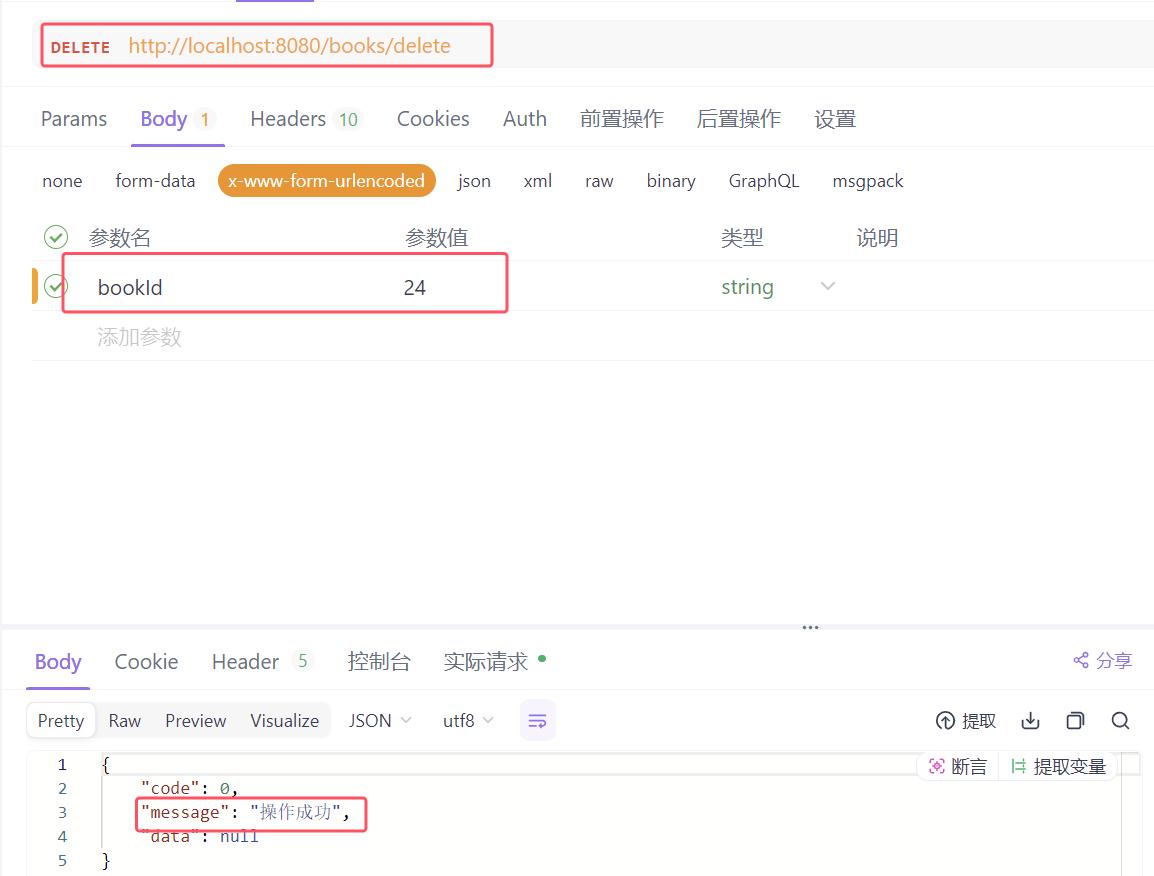 DELETE http://localhost:8080/books/delete
Params Body 1 Headers 10 Cookies Auth 前置操作 后置操作 设置
none form-data x-www-form-urlencoded json xml raw binary GraphQL msgpack
参数名 参数值 类型 说明
bookId 24 string
添加参数
Body Cookie Header 5 控制台 实际请求 分享
Pretty Raw Preview Visualize JSON utf8 提取
1 {
断言 提取变量
2 "code": 0,
3 "message": "操作成功",
4 "data": null
5 }